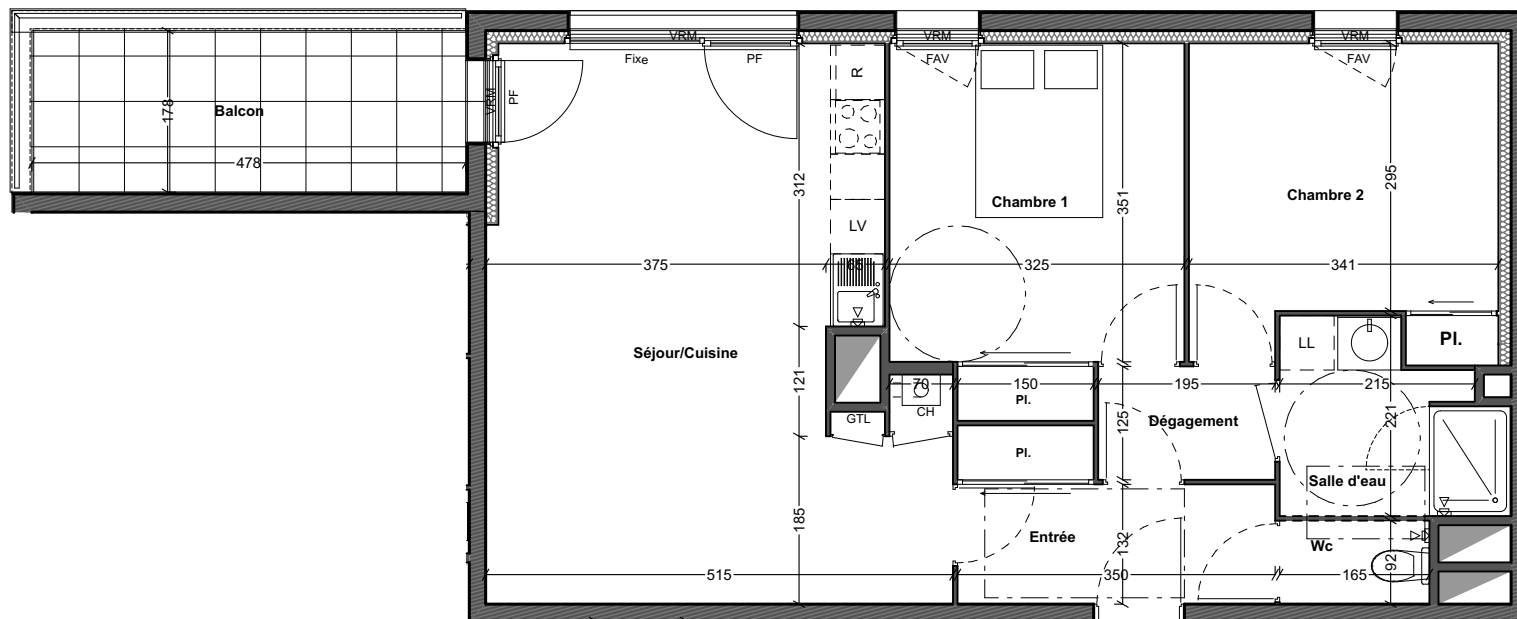 VRM
VRM
VRM
Fixe
PF
FAV
FAV
R
VRM
PF
Balcon
178
478
312
351
295
Chambre 1
Chambre 2
LV
375
65
325
341
Séjour/Cuisine
LL
Pl.
121
70
150
195
215
Pl.
CH
GTL
Dégagement
125
221
Pl.
Salle d'eau
185
Entrée
132
Wc
92
515
350
165